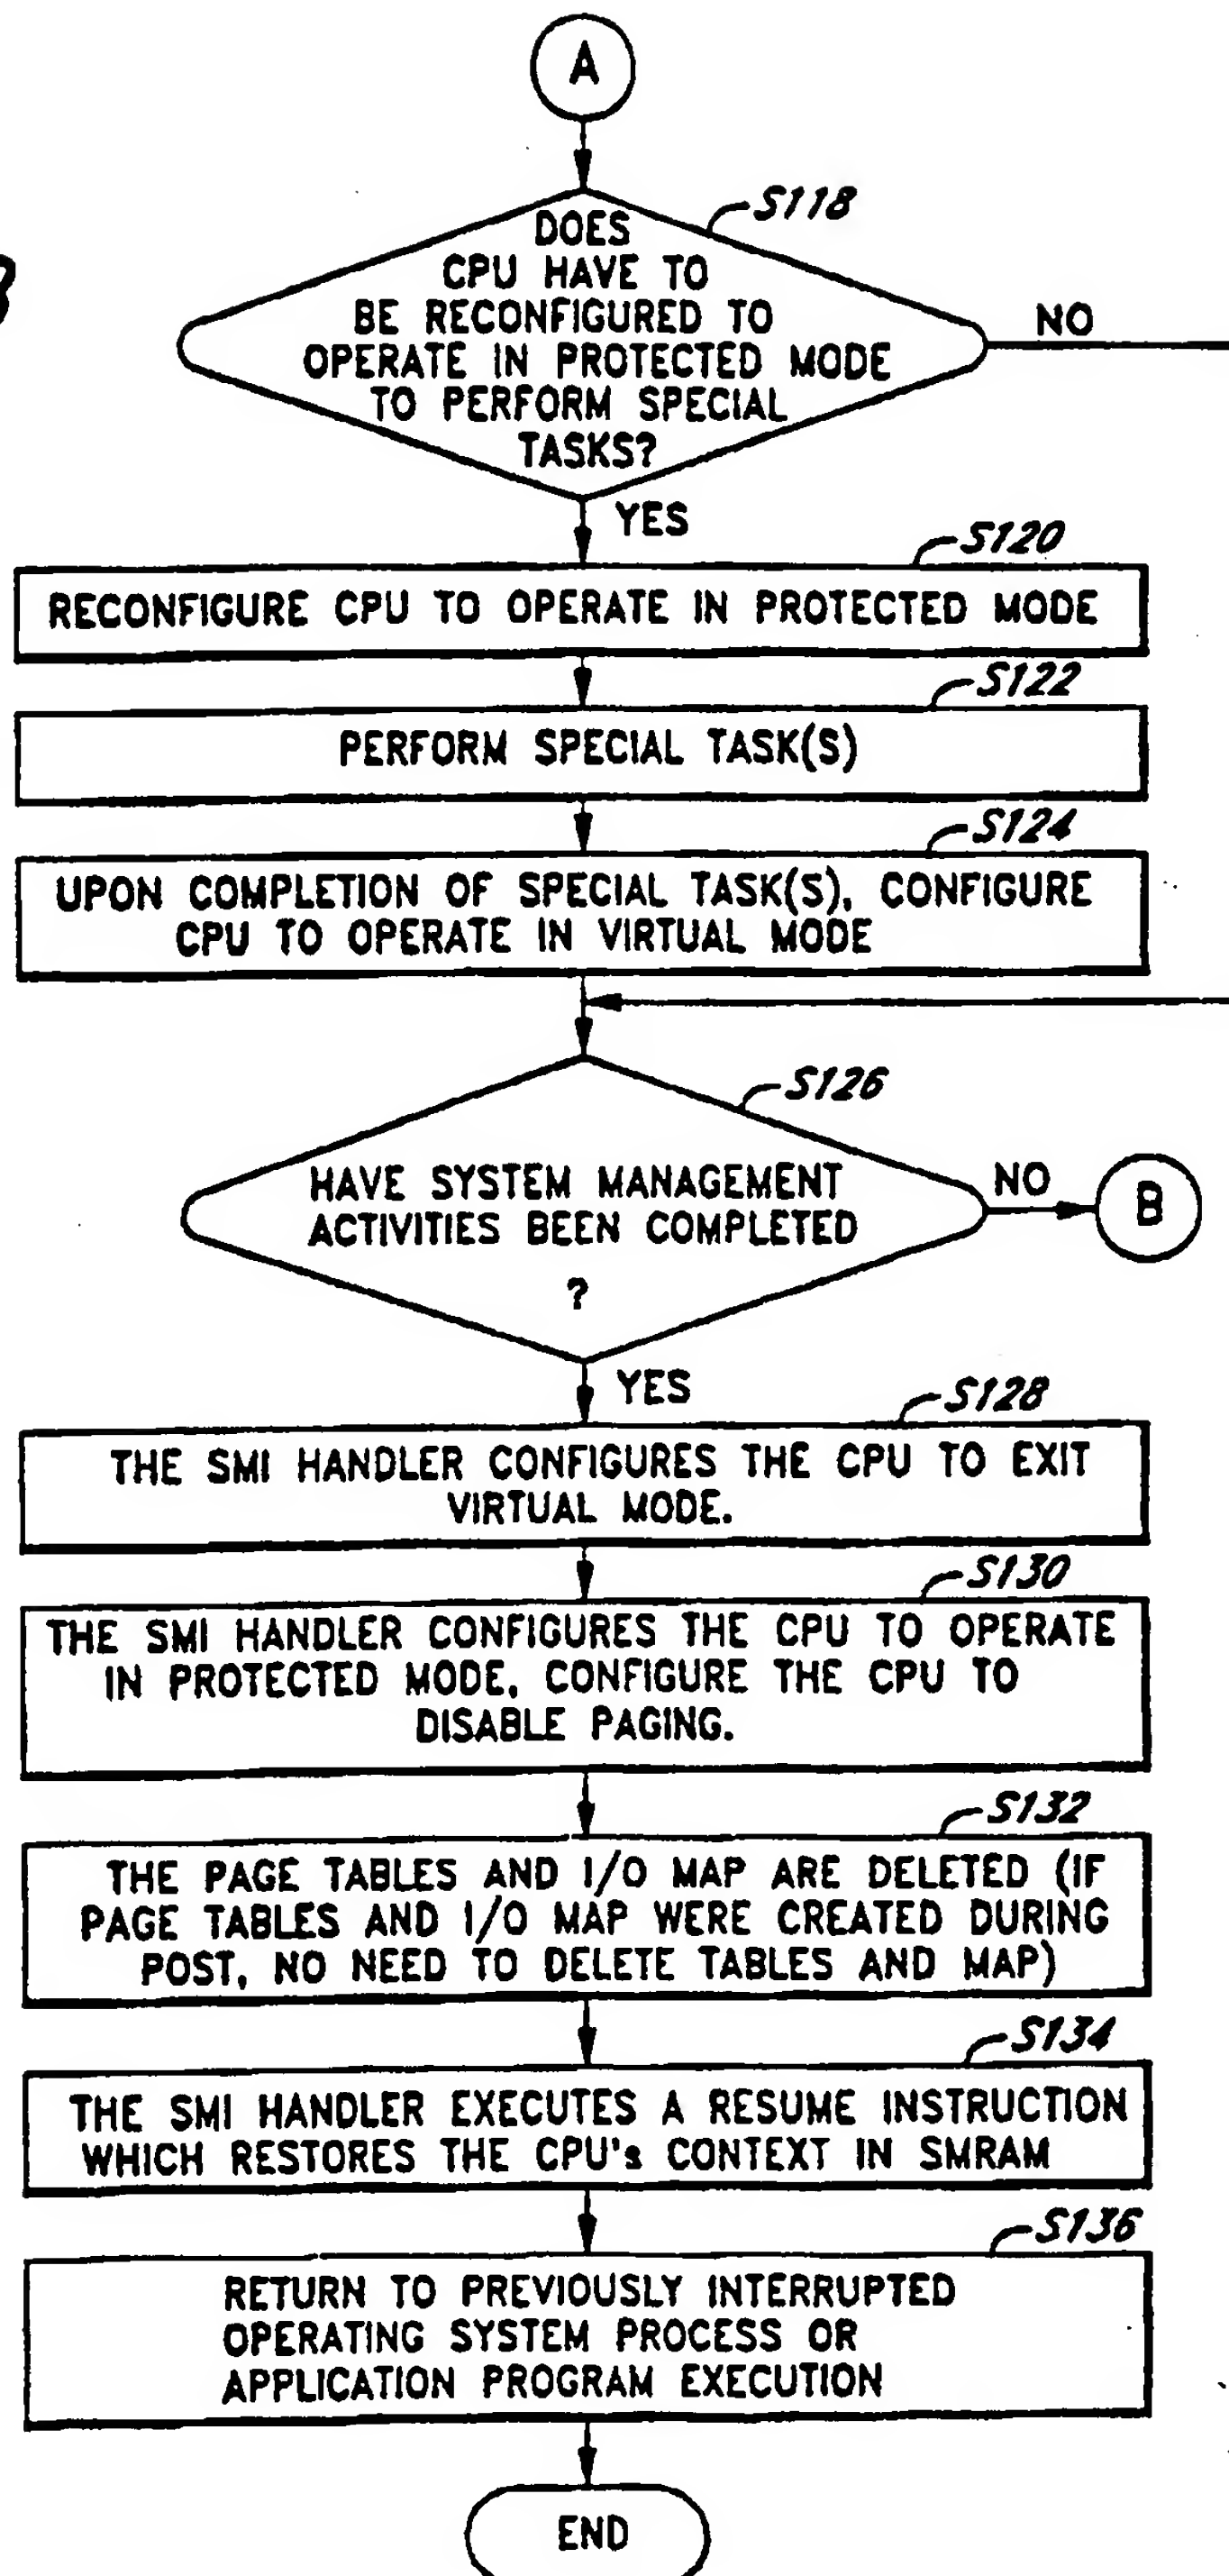 A
S118
DOES
CPU HAVE TO
BE RECONFIGURED TO
OPERATE IN PROTECTED MODE
TO PERFORM SPECIAL
TASKS?
NO
YES
S120
RECONFIGURE CPU TO OPERATE IN PROTECTED MODE
S122
PERFORM SPECIAL TASK(S)
S124
UPON COMPLETION OF SPECIAL TASK(S), CONFIGURE
CPU TO OPERATE IN VIRTUAL MODE
S126
HAVE SYSTEM MANAGEMENT
ACTIVITIES BEEN COMPLETED
?
NO
B
YES
S128
THE SMI HANDLER CONFIGURES THE CPU TO EXIT
VIRTUAL MODE.
S130
THE SMI HANDLER CONFIGURES THE CPU TO OPERATE
IN PROTECTED MODE, CONFIGURE THE CPU TO
DISABLE PAGING.
S132
THE PAGE TABLES AND I/O MAP ARE DELETED (IF
PAGE TABLES AND I/O MAP WERE CREATED DURING
POST, NO NEED TO DELETE TABLES AND MAP)
S134
THE SMI HANDLER EXECUTES A RESUME INSTRUCTION
WHICH RESTORES THE CPU's CONTEXT IN SMRAM
S136
RETURN TO PREVIOUSLY INTERRUPTED
OPERATING SYSTEM PROCESS OR
APPLICATION PROGRAM EXECUTION
END